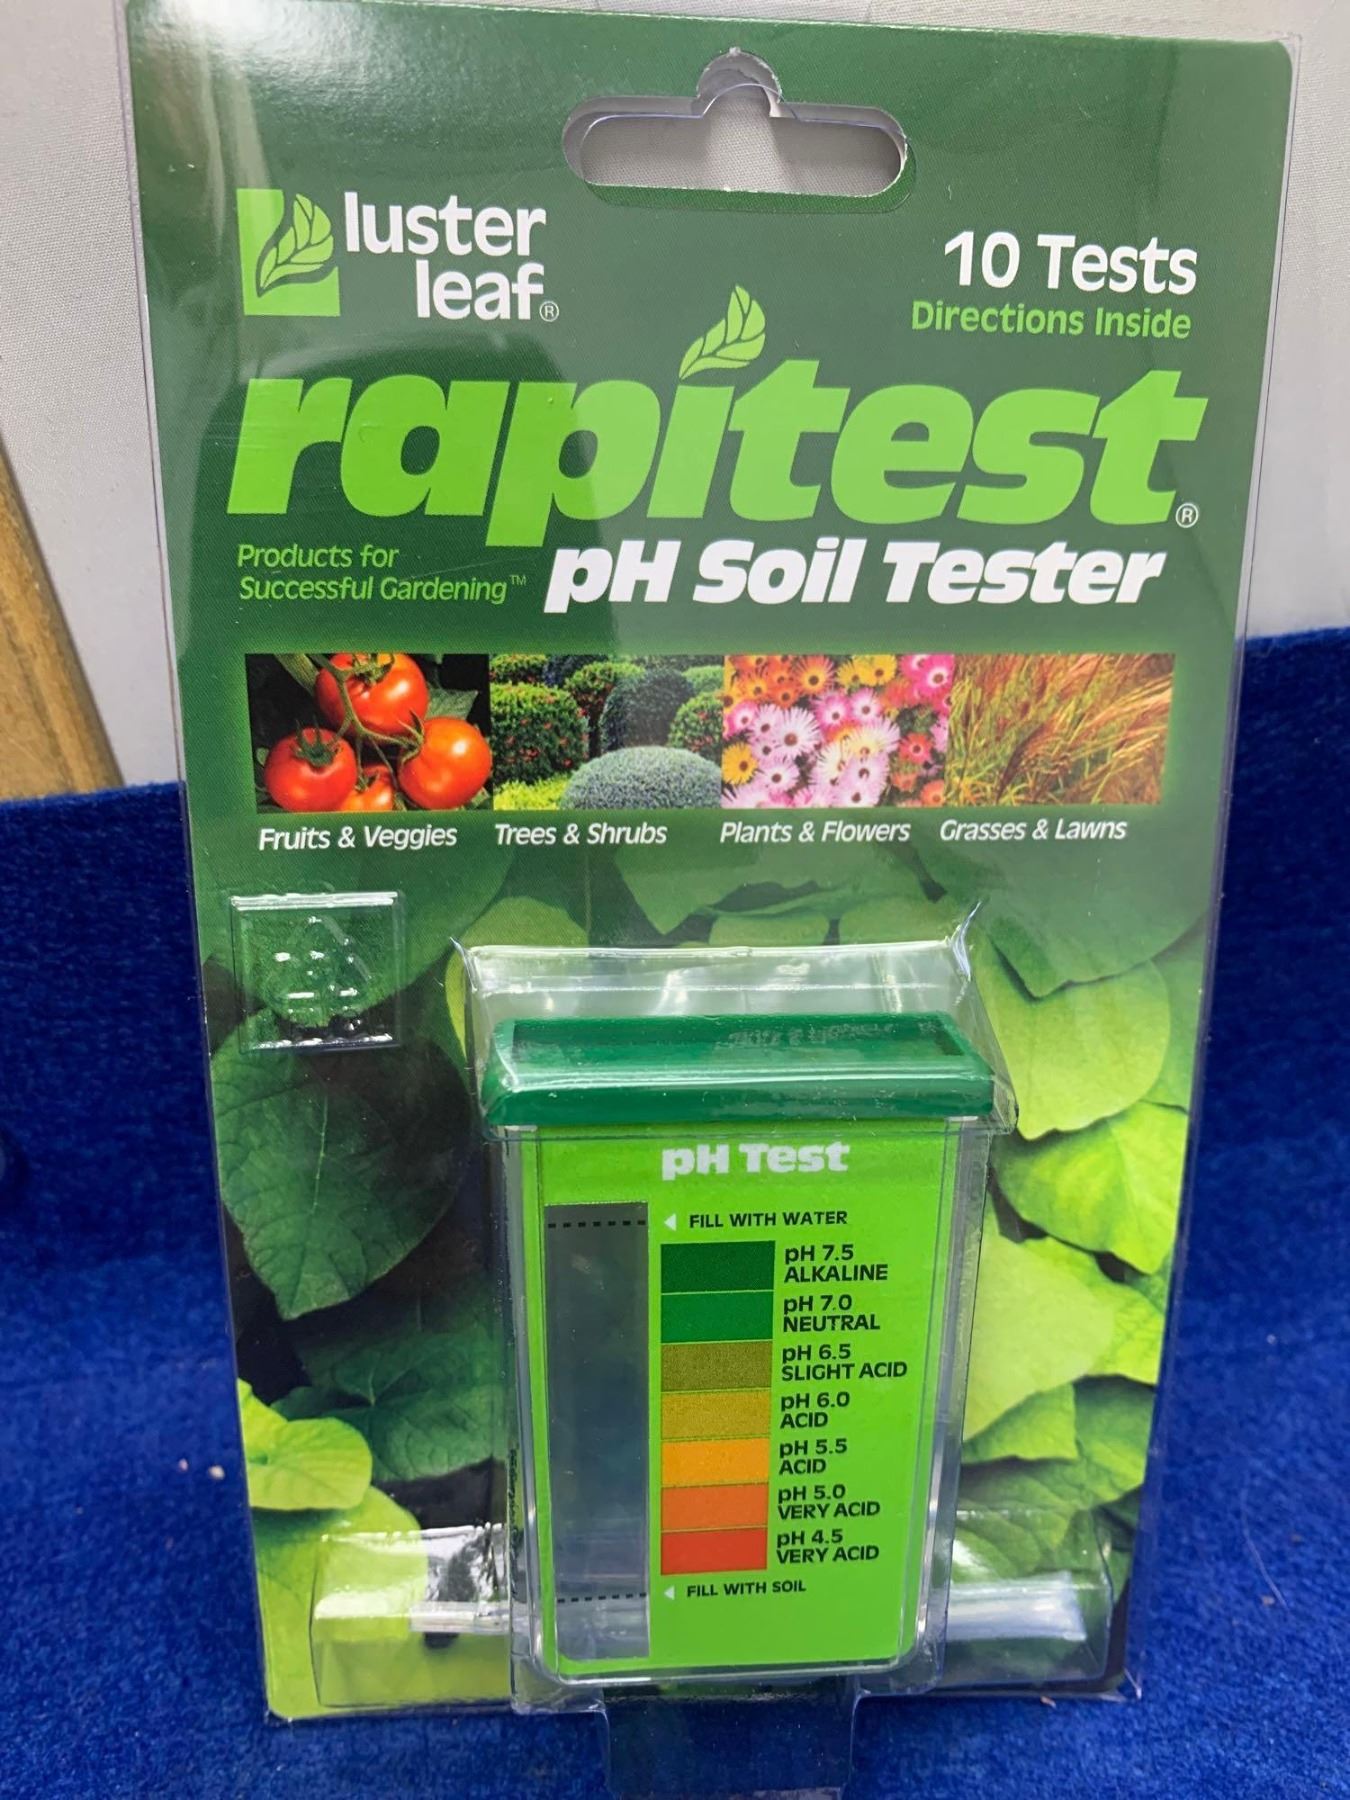 luster
leaf®
10 Tests
Directions Inside
rapitest®
Products for
Successful Gardening™
pH Soil Tester
Fruits & Veggies
Trees & Shrubs
Plants & Flowers
Grasses & Lawns
pH Test
FILL WITH WATER
pH 7.5
ALKALINE
pH 7.0
NEUTRAL
pH 6.5
SLIGHT ACID
pH 6.0
ACID
pH 5.5
ACID
pH 5.0
VERY ACID
pH 4.5
VERY ACID
FILL WITH SOIL